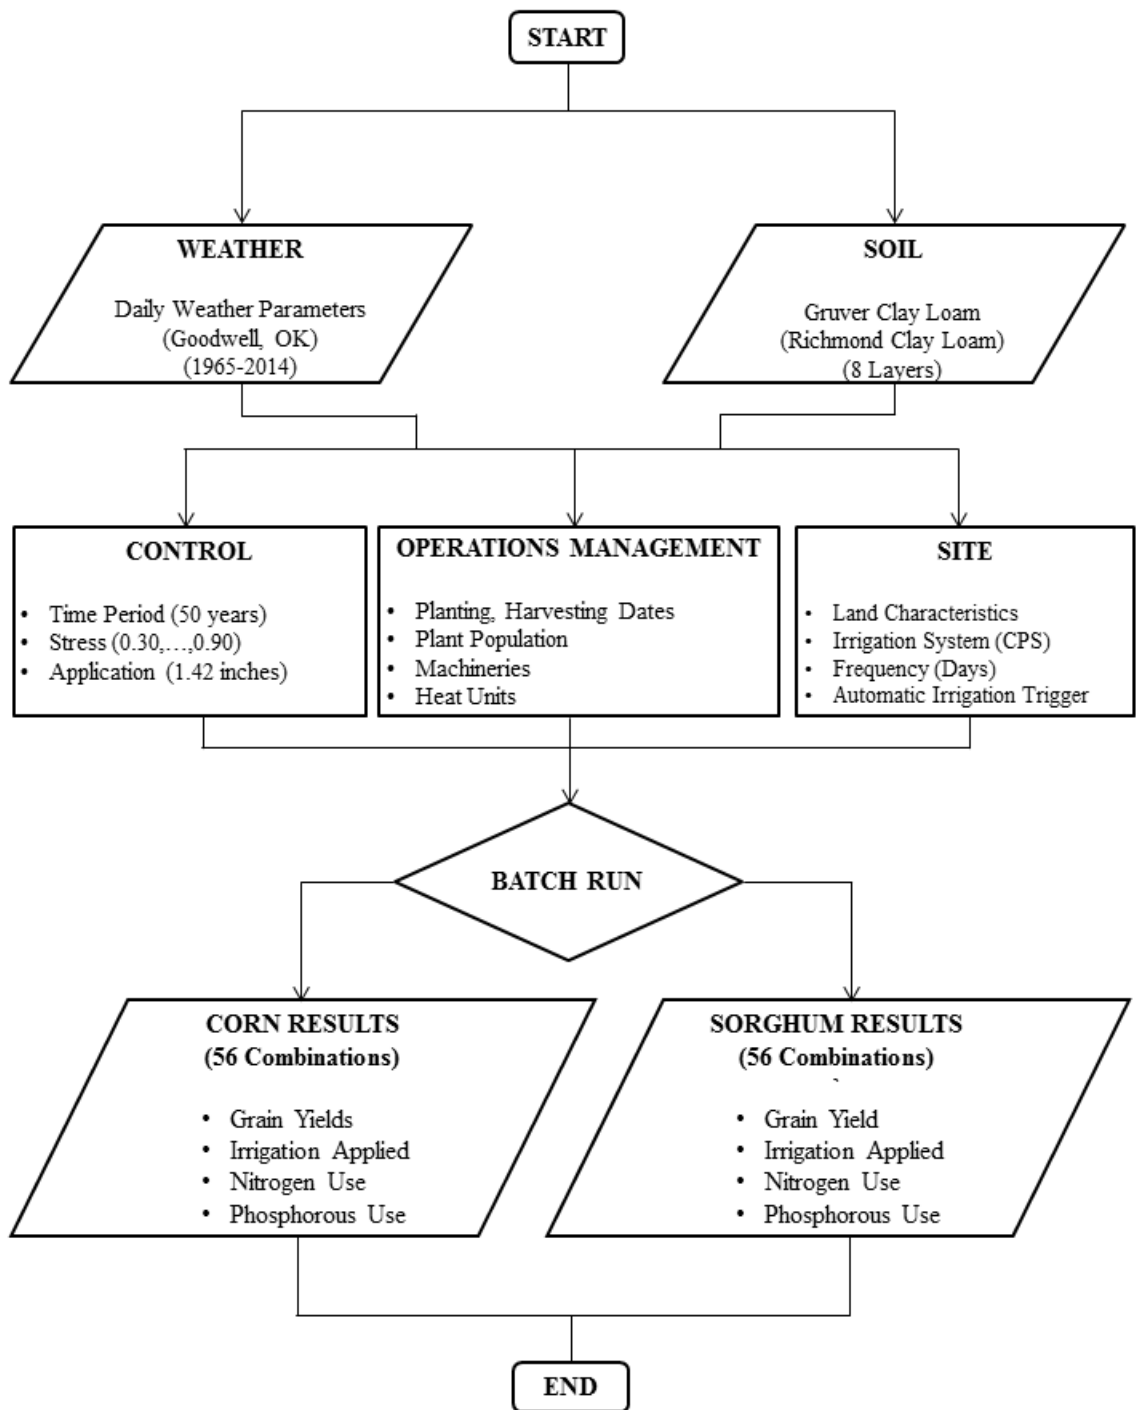 START
WEATHER
Daily Weather Parameters
(Goodwell, OK)
(1965-2014)
SOIL
Gruver Clay Loam
(Richmond Clay Loam)
(8 Layers)
CONTROL
• Time Period (50 years)
• Stress (0.30,…,0.90)
• Application (1.42 inches)
OPERATIONS MANAGEMENT
• Planting, Harvesting Dates
• Plant Population
• Machineries
• Heat Units
SITE
• Land Characteristics
• Irrigation System (CPS)
• Frequency (Days)
• Automatic Irrigation Trigger
BATCH RUN
CORN RESULTS
(56 Combinations)
• Grain Yields
• Irrigation Applied
• Nitrogen Use
• Phosphorous Use
SORGHUM RESULTS
(56 Combinations)
• Grain Yield
• Irrigation Applied
• Nitrogen Use
• Phosphorous Use
END